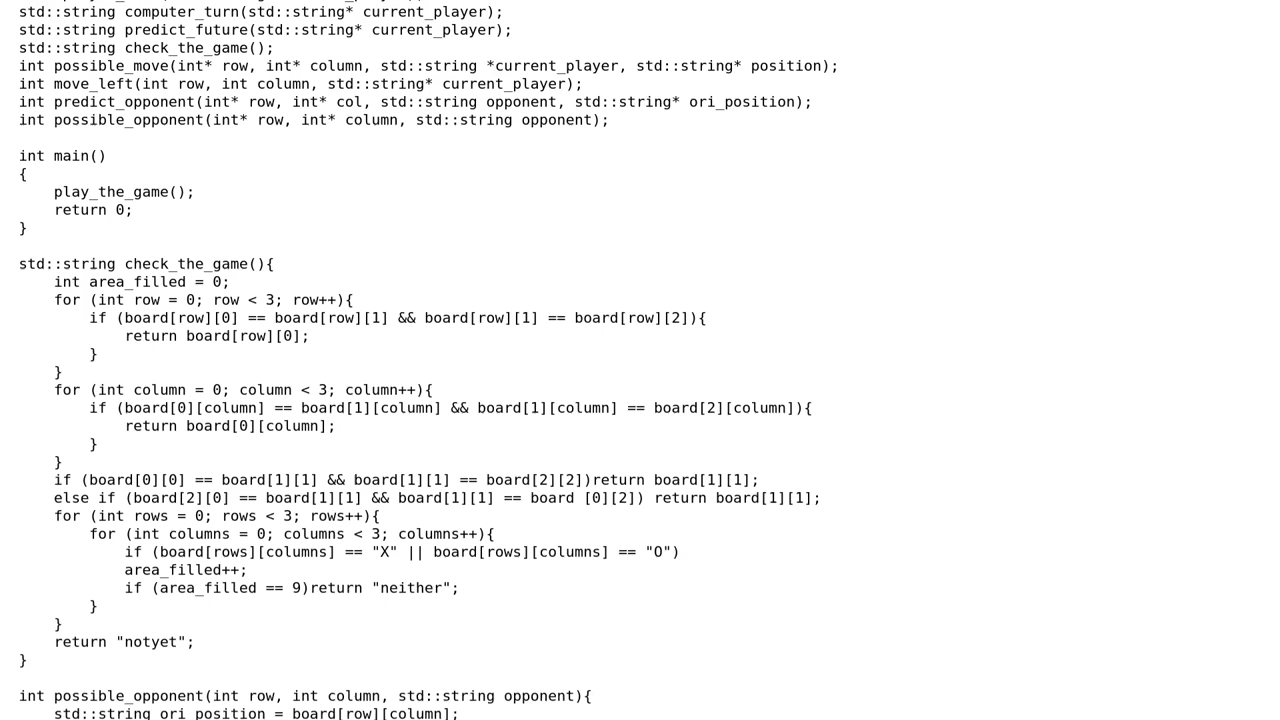 std::string computer_turn(std::string* current_player);
std::string predict_future(std::string* current_player);
std::string check_the_game();
int possible_move(int* row, int* column, std::string *current_player, std::string* position);
int move_left(int row, int column, std::string* current_player);
int predict_opponent(int* row, int* col, std::string opponent, std::string* ori_position);
int possible_opponent(int* row, int* column, std::string opponent);

int main()
{
    play_the_game();
    return 0;
}

std::string check_the_game(){
    int area_filled = 0;
    for (int row = 0; row < 3; row++){
        if (board[row][0] == board[row][1] && board[row][1] == board[row][2]){
            return board[row][0];
        }
    }
    for (int column = 0; column < 3; column++){
        if (board[0][column] == board[1][column] && board[1][column] == board[2][column]){
            return board[0][column];
        }
    }
    if (board[0][0] == board[1][1] && board[1][1] == board[2][2])return board[1][1];
    else if (board[2][0] == board[1][1] && board[1][1] == board [0][2]) return board[1][1];
    for (int rows = 0; rows < 3; rows++){
        for (int columns = 0; columns < 3; columns++){
            if (board[rows][columns] == "X" || board[rows][columns] == "O")
            area_filled++;
            if (area_filled == 9)return "neither";
        }
    }
    return "notyet";
}

int possible_opponent(int row, int column, std::string opponent){
    std::string ori_position = board[row][column];